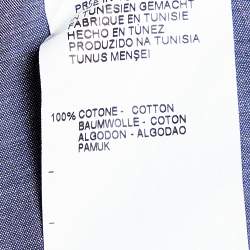 IN TUNESIEN GEMACHT
FABRIQUE EN TUNISIE
HECHO EN TÚNEZ
PRODUZIDO NA TUNISIA
TUNUS MENŞEİ
100% COTONE - COTTON
BAUMWOLLE - COTON
ALGODON - ALGODAO
PAMUK
-
-